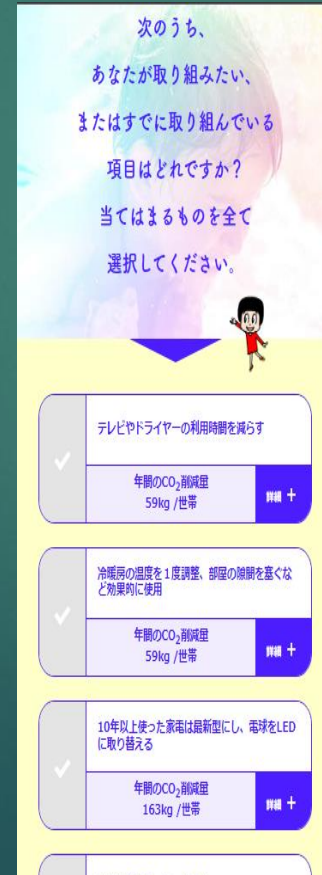 次のうち、
あなたが取り組みたい、
またはすでに取り組んでいる
項目はどれですか？
当てはまるものを全て
選択してください。
テレビやドライヤーの利用時間を減らす
年間のCO₂削減量
59kg /世帯
詳細 +
冷暖房の温度を１度調整、部屋の隙間を塞ぐな
ど効果的に使用
年間のCO₂削減量
59kg /世帯
詳細 +
10年以上使った家電は最新型にし、電球をLED
に取り替える
年間のCO₂削減量
163kg /世帯
詳細 +